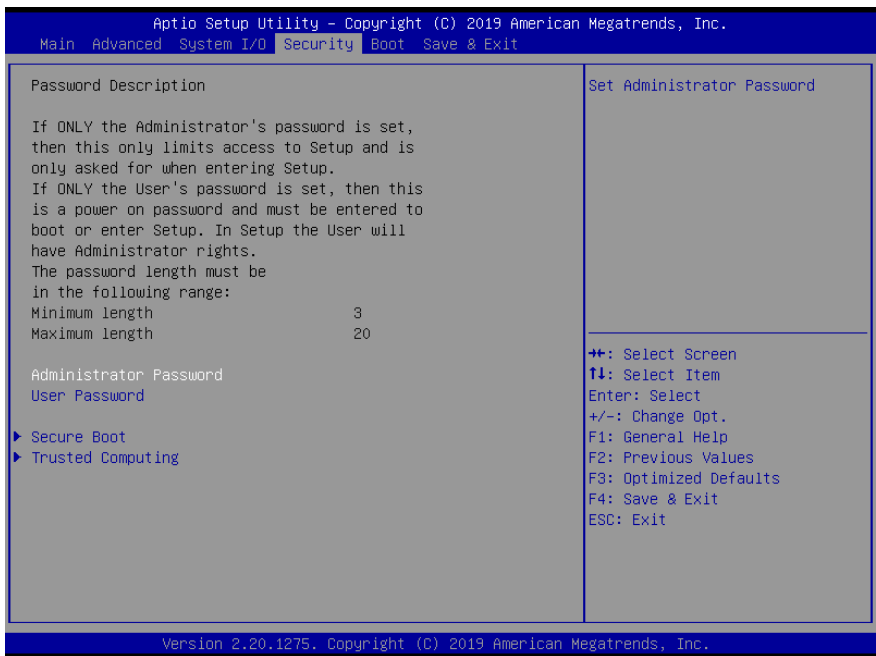 Aptio Setup Utility – Copyright (C) 2019 American Megatrends, Inc.
Main Advanced System I/O Security Boot Save & Exit
Password Description
If ONLY the Administrator's password is set,
then this only limits access to Setup and is
only asked for when entering Setup.
If ONLY the User's password is set, then this
is a power on password and must be entered to
boot or enter Setup. In Setup the User will
have Administrator rights.
The password length must be
in the following range:
Minimum length 3
Maximum length 20
Administrator Password
User Password
Secure Boot
Trusted Computing
Set Administrator Password
→←: Select Screen
↑↓: Select Item
Enter: Select
+/-: Change Opt.
F1: General Help
F2: Previous Values
F3: Optimized Defaults
F4: Save & Exit
ESC: Exit
Version 2.20.1275. Copyright (C) 2019 American Megatrends, Inc.